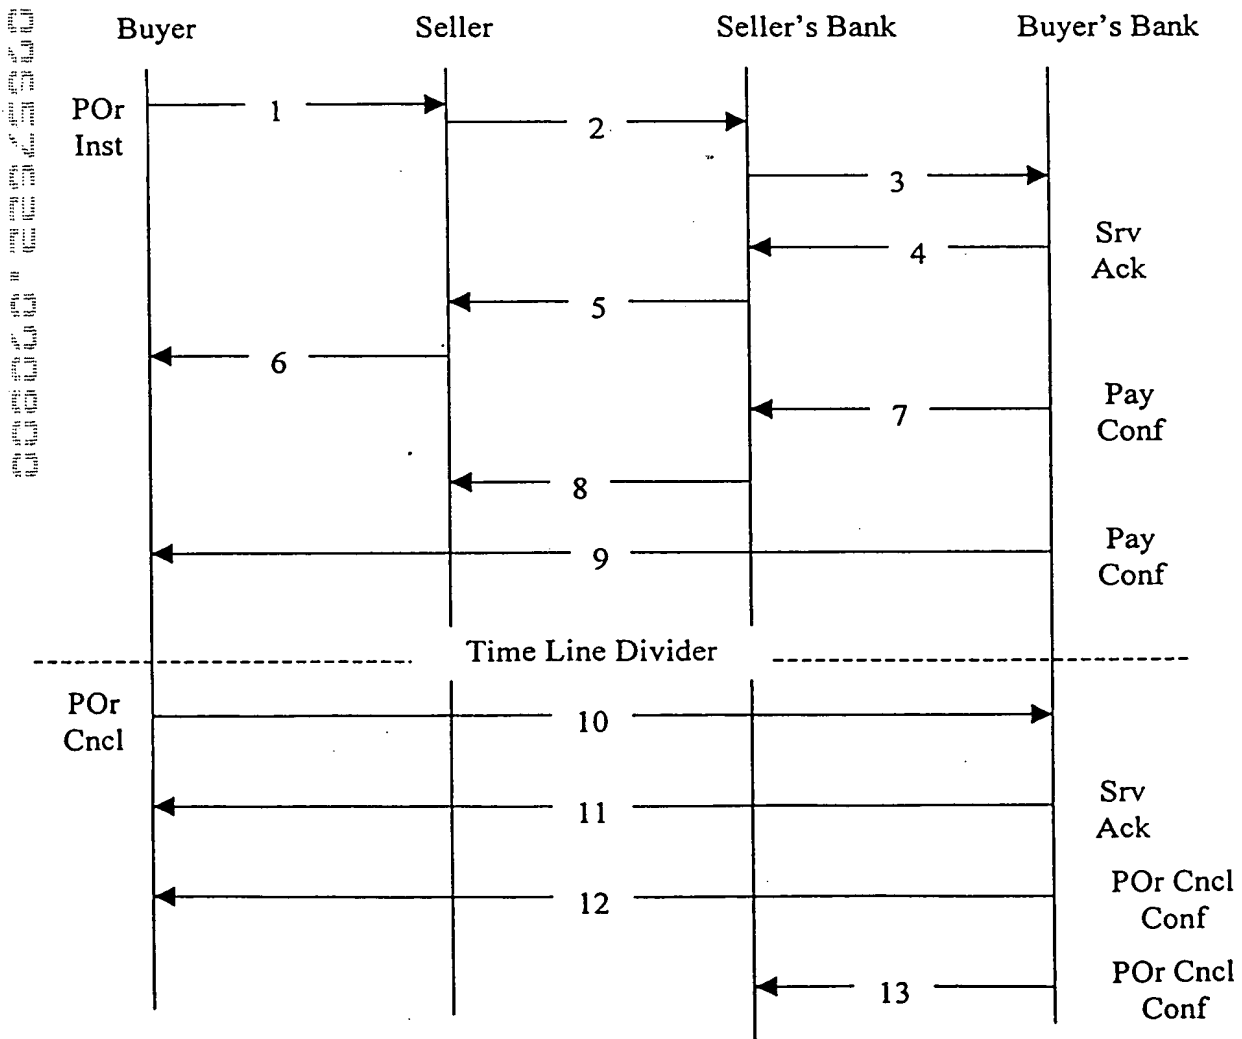 Buyer Seller Seller's Bank Buyer's Bank
POr
Inst
1
2
3
4
Srv
Ack
5
6
7
Pay
Conf
8
9
Pay
Conf
Time Line Divider
POr
Cncl
10
11
Srv
Ack
12
POr Cncl
Conf
13
POr Cncl
Conf